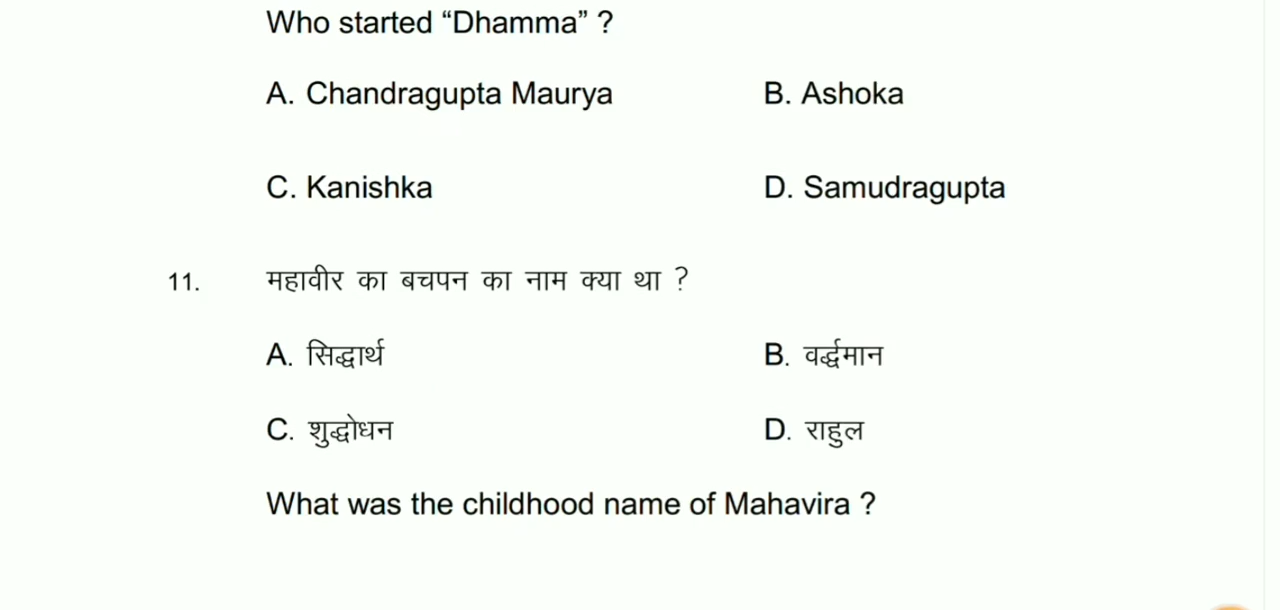 Who started “Dhamma” ?
A. Chandragupta Maurya B. Ashoka
C. Kanishka D. Samudragupta
11. महावीर का बचपन का नाम क्या था ?
A. सिद्धार्थ B. वर्द्धमान
C. शुद्धोधन D. राहुल
What was the childhood name of Mahavira ?